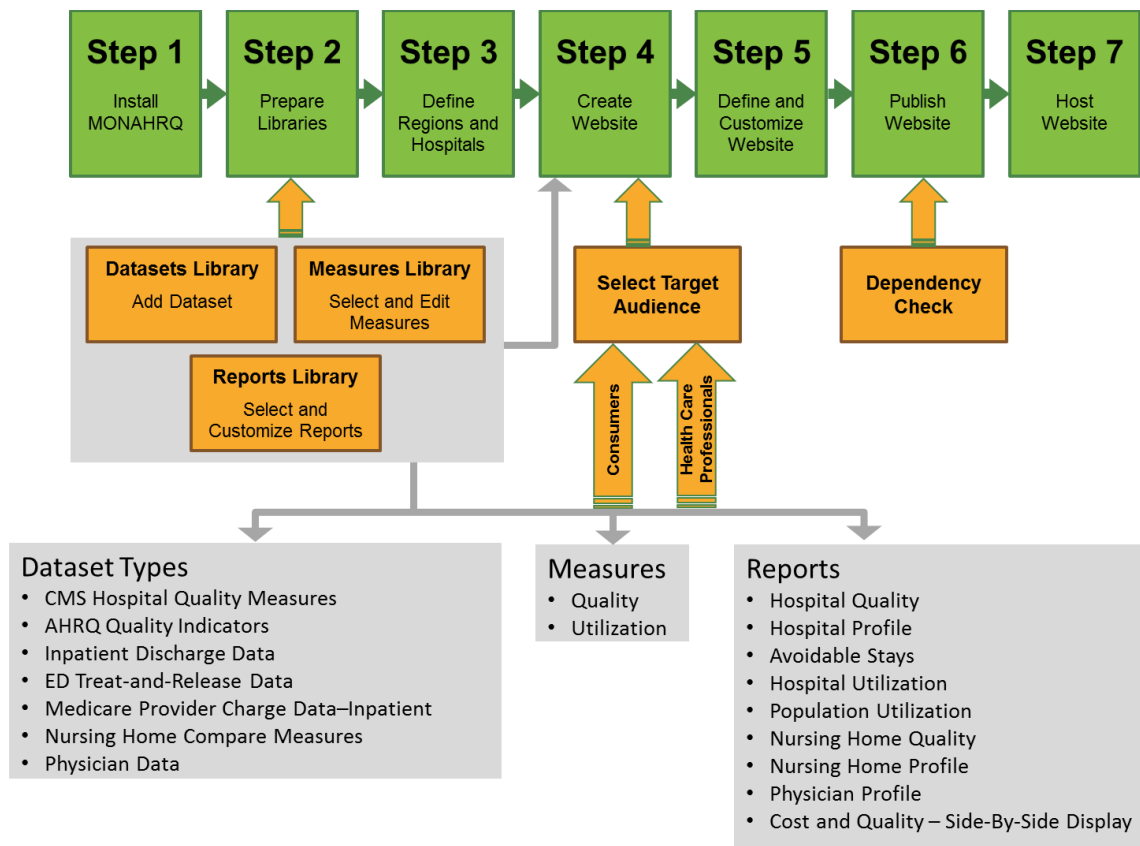 Step 1
Install
MONAHRQ
Step 2
Prepare
Libraries
Step 3
Define
Regions and
Hospitals
Step 4
Create
Website
Step 5
Define and
Customize
Website
Step 6
Publish
Website
Step 7
Host
Website
Datasets Library
Add Dataset
Measures Library
Select and Edit
Measures
Reports Library
Select and
Customize Reports
Select Target
Audience
Dependency
Check
Consumers
Health Care
Professionals
Dataset Types
• CMS Hospital Quality Measures
• AHRQ Quality Indicators
• Inpatient Discharge Data
• ED Treat-and-Release Data
• Medicare Provider Charge Data–Inpatient
• Nursing Home Compare Measures
• Physician Data
Measures
• Quality
• Utilization
Reports
• Hospital Quality
• Hospital Profile
• Avoidable Stays
• Hospital Utilization
• Population Utilization
• Nursing Home Quality
• Nursing Home Profile
• Physician Profile
• Cost and Quality – Side-By-Side Display